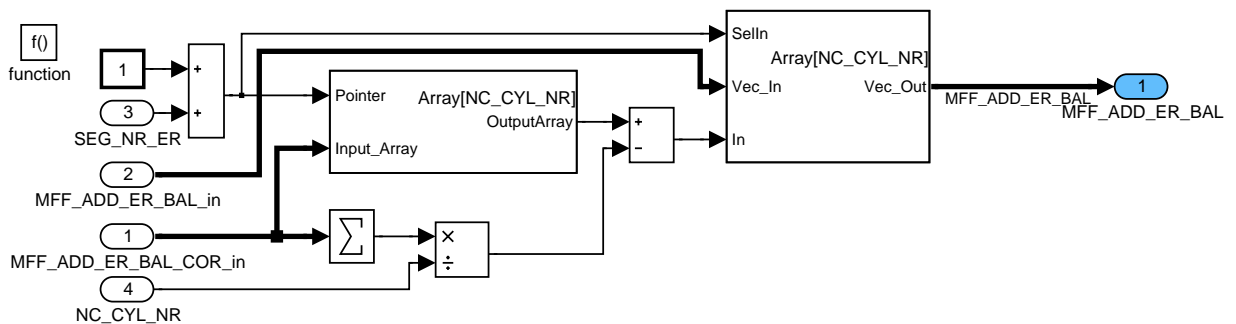 f()
function
1
+
+
3
SEG_NR_ER
2
MFF_ADD_ER_BAL_in
1
MFF_ADD_ER_BAL_COR_in
4
NC_CYL_NR
Pointer
Array[NC_CYL_NR]
OutputArray
Input_Array
∑
×
÷
+
−
SelIn
Array[NC_CYL_NR]
Vec_In
Vec_Out
In
MFF_ADD_ER_BAL
1
MFF_ADD_ER_BAL